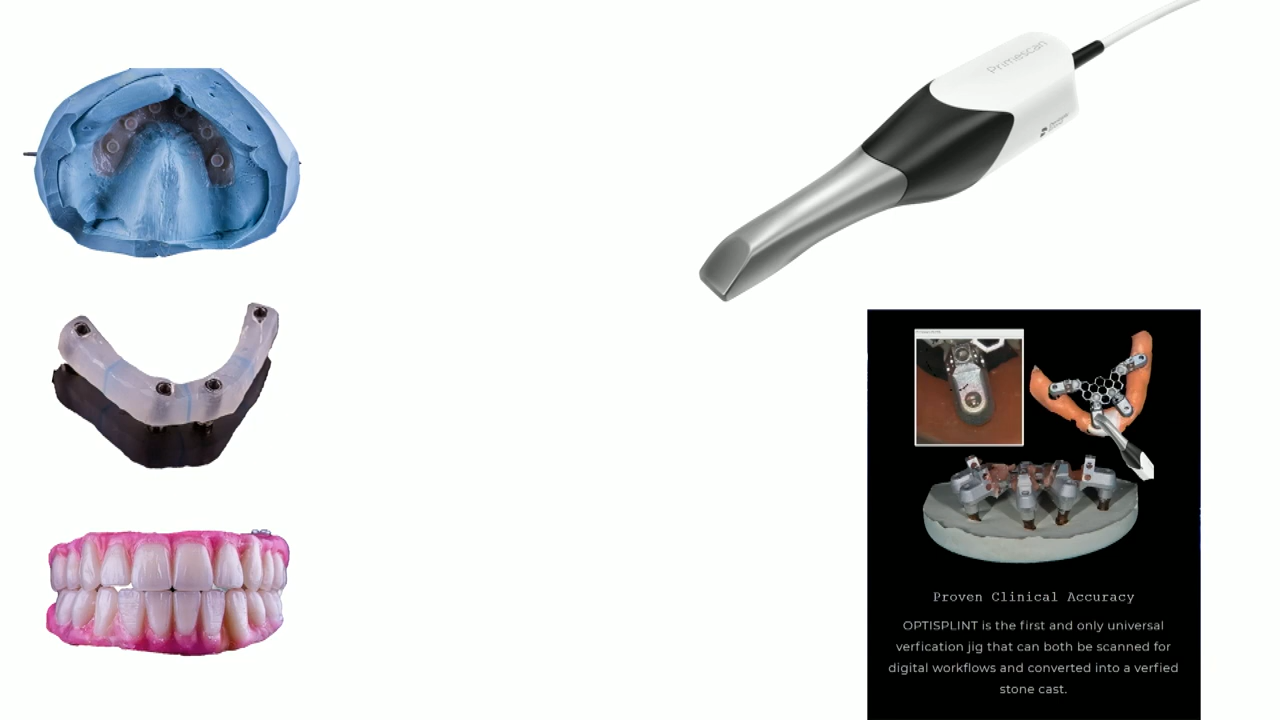 Primescan
Proven Clinical Accuracy
OPTISPLINT is the first and only universal
verfication jig that can both be scanned for
digital workflows and converted into a verfied
stone cast.